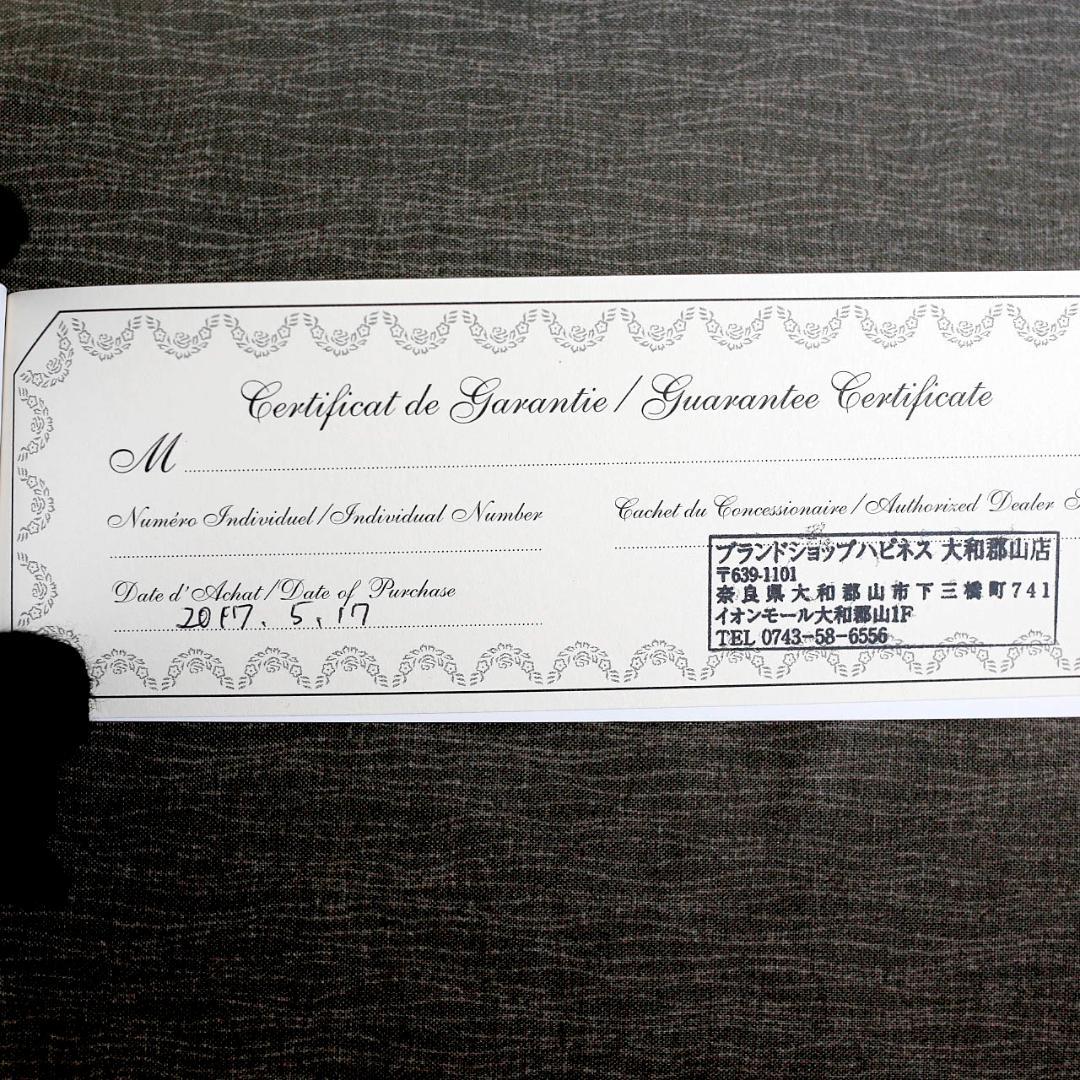 Certificat de Garantie / Guarantee Certificate
M
Numéro Individuel / Individual Number
Cachet du Concessionaire / Authorized Dealer
Date d'Achat / Date of Purchase
2017. 5. 17
ブランドショップハピネス 大和郡山店
〒639-1101
奈良県大和郡山市下三橋町741
イオンモール大和郡山1F
TEL 0743-58-6556